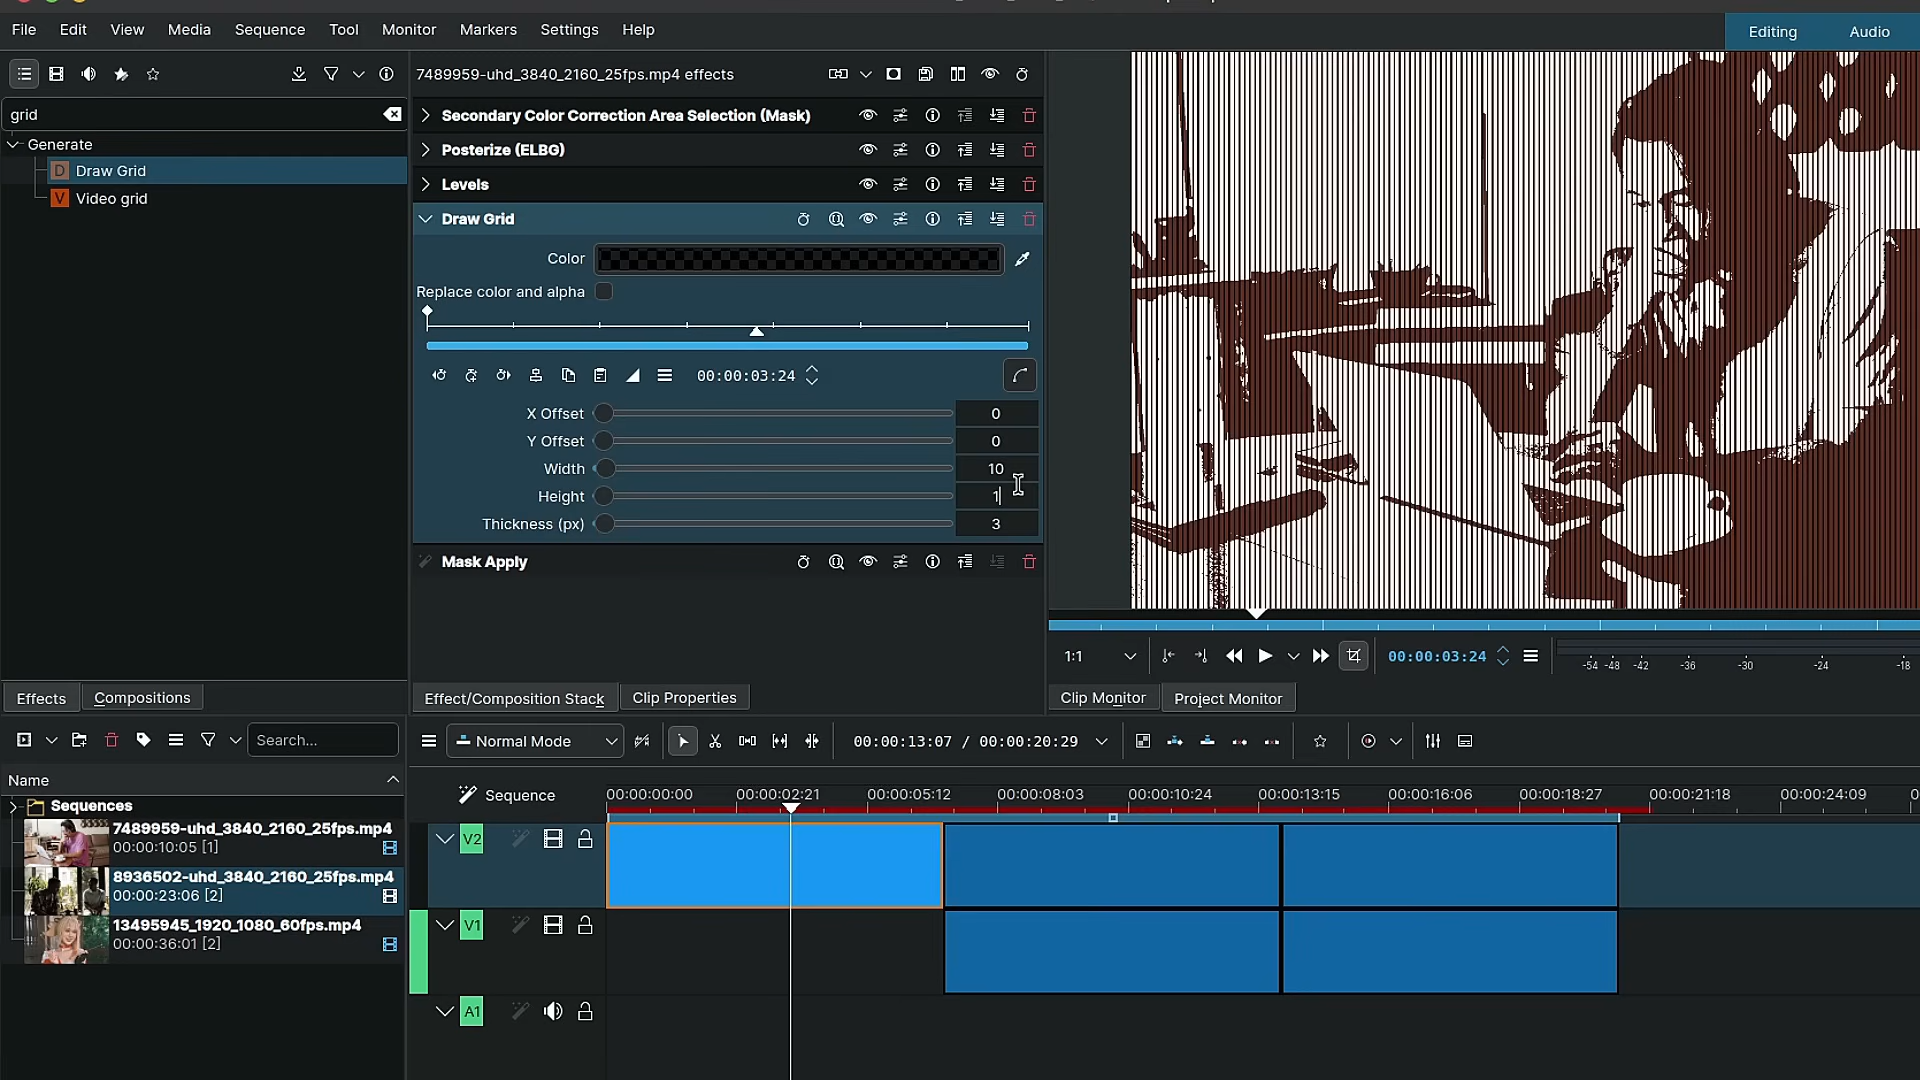 File Edit View Media Sequence Tool Monitor Markers Settings Help
Editing Audio
grid
Generate
D Draw Grid
V Video grid
Effects Compositions
7489959-uhd_3840_2160_25fps.mp4 effects
Secondary Color Correction Area Selection (Mask)
Posterize (ELBG)
Levels
Draw Grid
Color
Replace color and alpha
00:00:03:24
X Offset 0
Y Offset 0
Width 10
Height 1
Thickness (px) 3
Mask Apply
Effect/Composition Stack Clip Properties
1:1 00:00:03:24 -54 -48 -42 -36 -30 -24 -18
Clip Monitor Project Monitor
Search...
Name
Sequences
7489959-uhd_3840_2160_25fps.mp4
00:00:10:05 [1]
8936502-uhd_3840_2160_25fps.mp4
00:00:23:06 [2]
13495945_1920_1080_60fps.mp4
00:00:36:01 [2]
Normal Mode 00:00:13:07 / 00:00:20:29
Sequence 00:00:00:00 00:00:02:21 00:00:05:12 00:00:08:03 00:00:10:24 00:00:13:15 00:00:16:06 00:00:18:27 00:00:21:18 00:00:24:09
V2
V1
A1